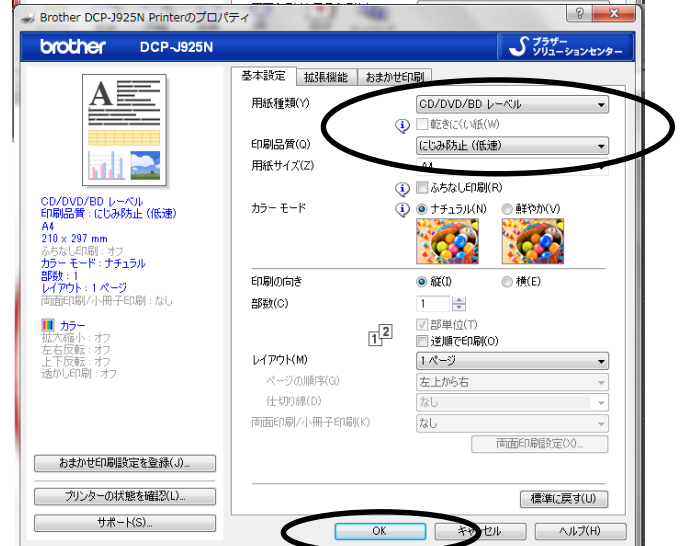 Brother DCP-J925N Printerのプロパティ
brother DCP-J925N
ブラザー
ソリューションセンター
基本設定 拡張機能 おまかせ印刷
用紙種類(Y) CD/DVD/BD レーベル
乾きにくい紙(W)
印刷品質(Q) にじみ防止 (低速)
用紙サイズ(Z) A4
ふちなし印刷(R)
カラー モード ナチュラル(N) 鮮やか(V)
印刷の向き 縦(I) 横(E)
部数(C) 1
部単位(T)
1 2
逆順で印刷(O)
レイアウト(M) 1 ページ
ページの順序(G) 左上から右
仕切り線(D) なし
両面印刷/小冊子印刷(K) なし
両面印刷設定(X)...
CD/DVD/BD レーベル
印刷品質 : にじみ防止 (低速)
A4
210 x 297 mm
ふちなし印刷 : オフ
カラー モード : ナチュラル
部数 : 1
レイアウト : 1 ページ
両面印刷/小冊子印刷 : なし
カラー
拡大縮小 : オフ
左右反転 : オフ
上下反転 : オフ
透かし印刷 : オフ
おまかせ印刷設定を登録(J)...
プリンターの状態を確認(L)...
サポート(S)...
標準に戻す(U)
OK キャンセル ヘルプ(H)